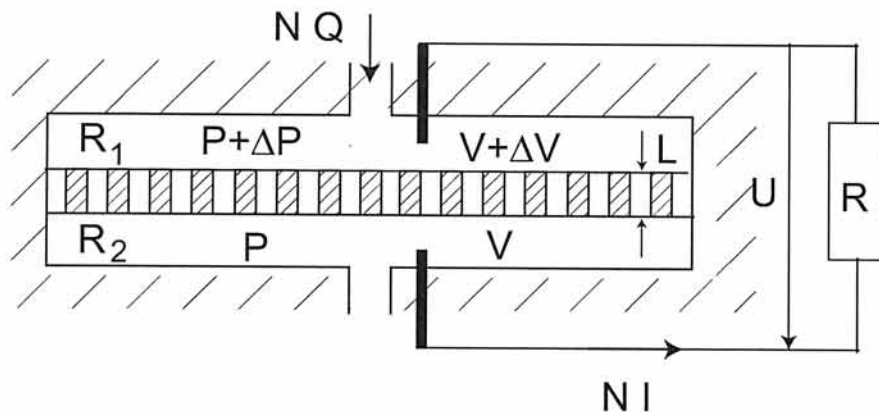 N Q
R1 P+ΔP V+ΔV L
U R
R2 P V
N I